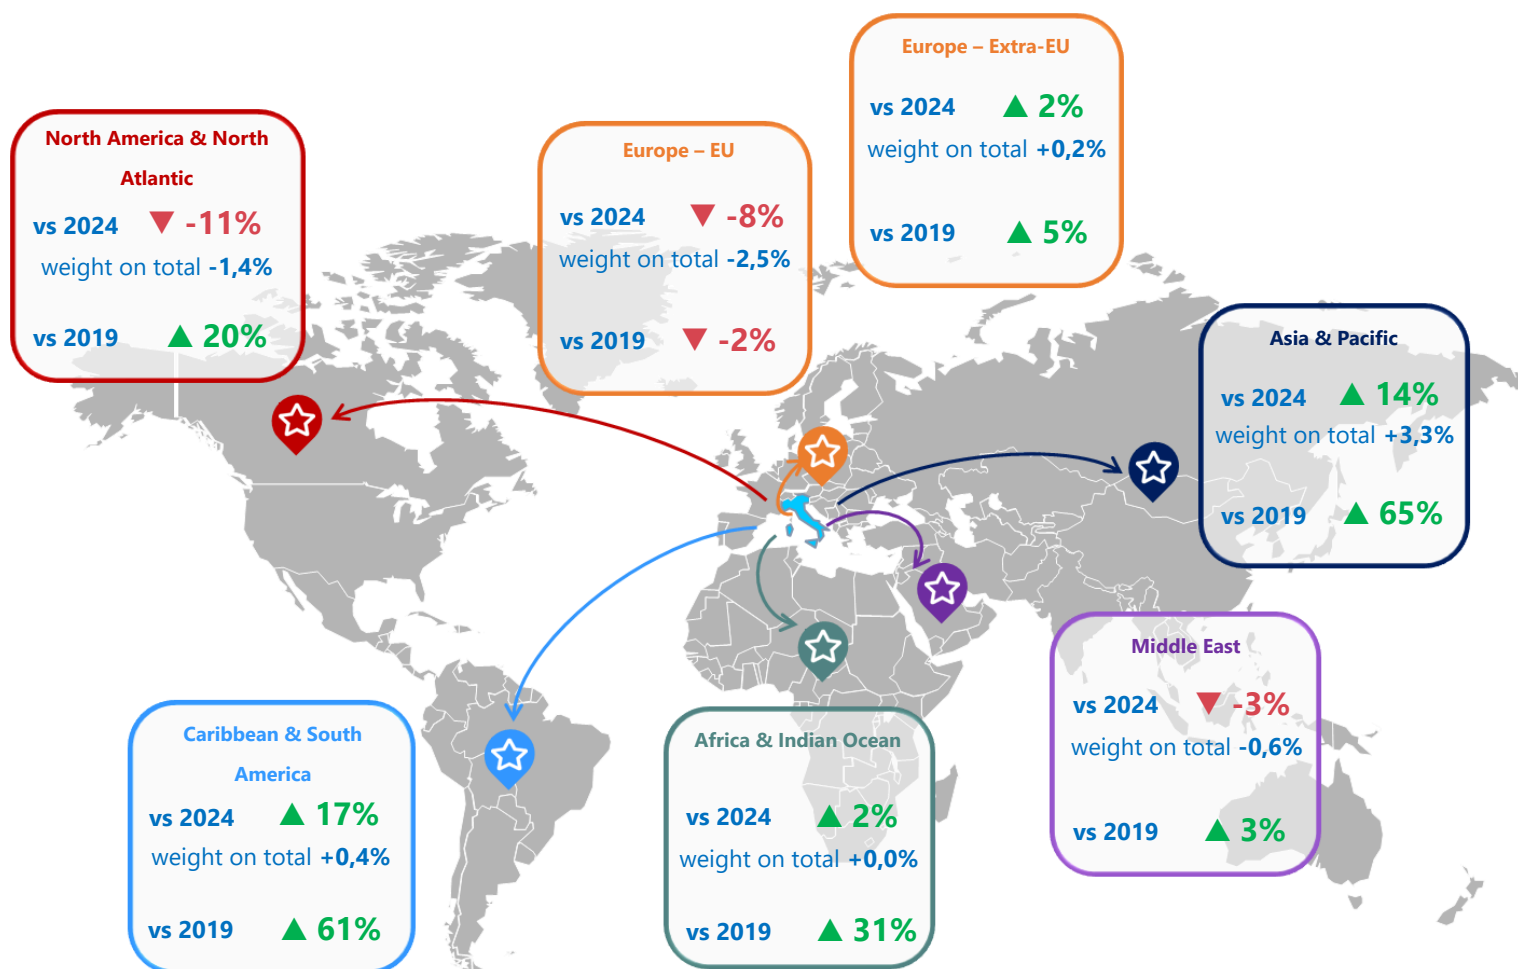 Europe – Extra-EU
vs 2024 ▲ 2%
weight on total +0,2%
vs 2019 ▲ 5%
North America & North
Atlantic
vs 2024 ▼ -11%
weight on total -1,4%
vs 2019 ▲ 20%
Europe – EU
vs 2024 ▼ -8%
weight on total -2,5%
vs 2019 ▼ -2%
Asia & Pacific
vs 2024 ▲ 14%
weight on total +3,3%
vs 2019 ▲ 65%
Middle East
vs 2024 ▼ -3%
weight on total -0,6%
vs 2019 ▲ 3%
Caribbean & South
America
vs 2024 ▲ 17%
weight on total +0,4%
vs 2019 ▲ 61%
Africa & Indian Ocean
vs 2024 ▲ 2%
weight on total +0,0%
vs 2019 ▲ 31%